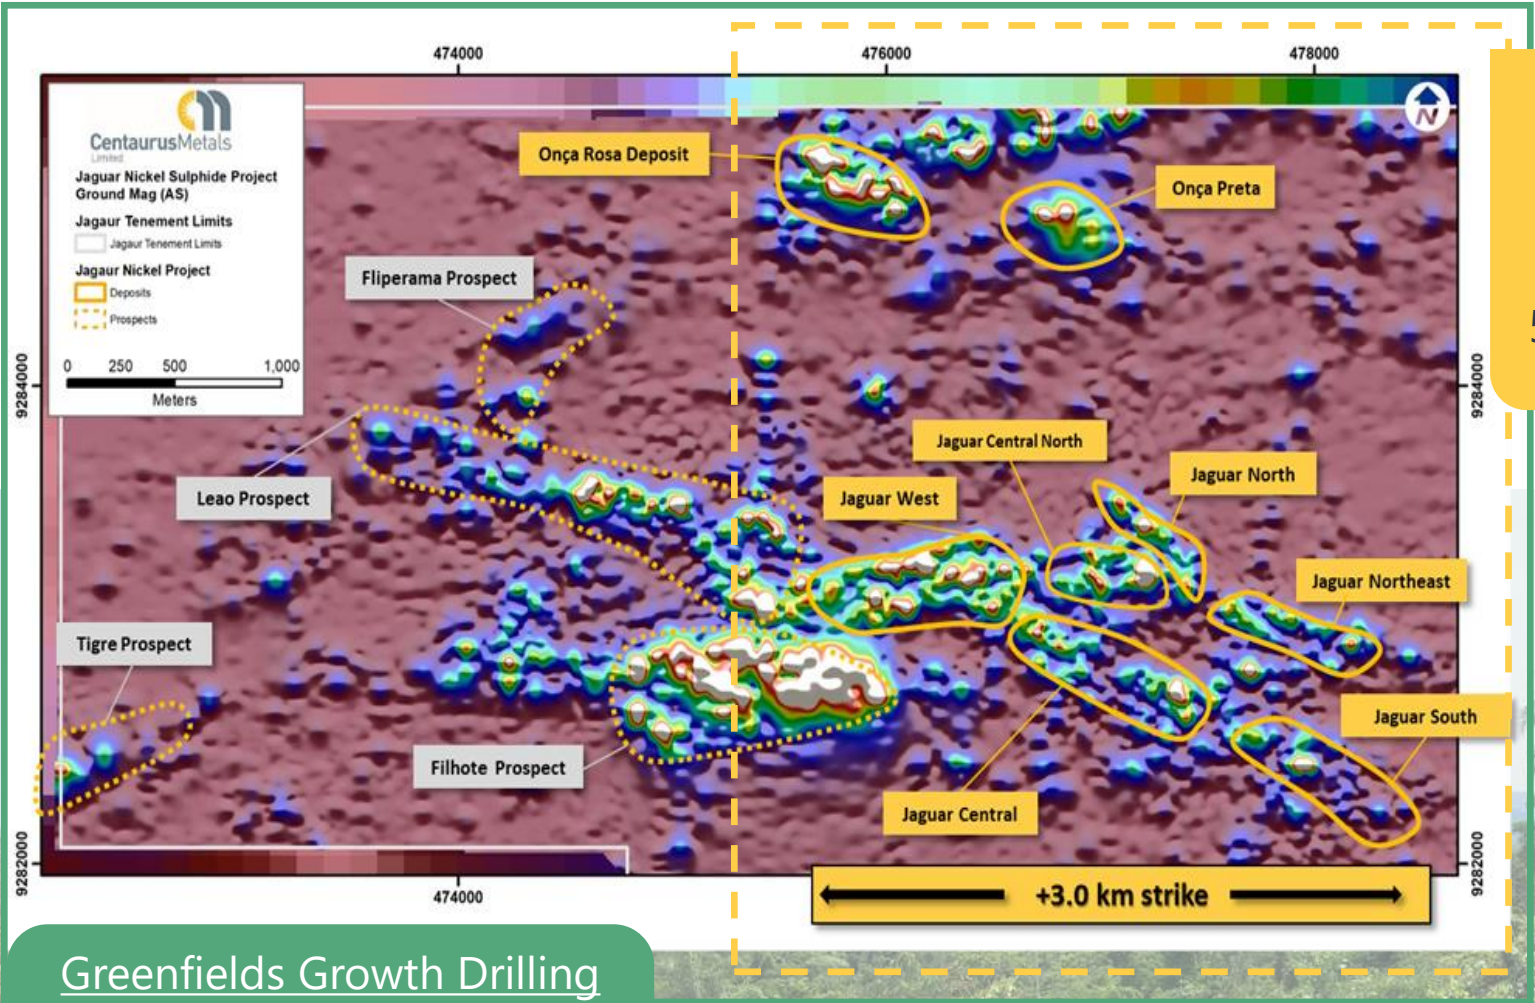 474000
476000
478000
CentaurusMetals
Limited
Jaguar Nickel Sulphide Project
Ground Mag (AS)
Jagaur Tenement Limits
Jagaur Tenement Limits
Jagaur Nickel Project
Deposits
Prospects
0 250 500 1,000
Meters
N
Onça Rosa Deposit
Onça Preta
Fliperama Prospect
5
9284000
9284000
Jaguar Central North
Jaguar North
Leao Prospect
Jaguar West
Jaguar Northeast
Tigre Prospect
Jaguar South
Filhote Prospect
Jaguar Central
9282000
9282000
474000
+3.0 km strike
Greenfields Growth Drilling